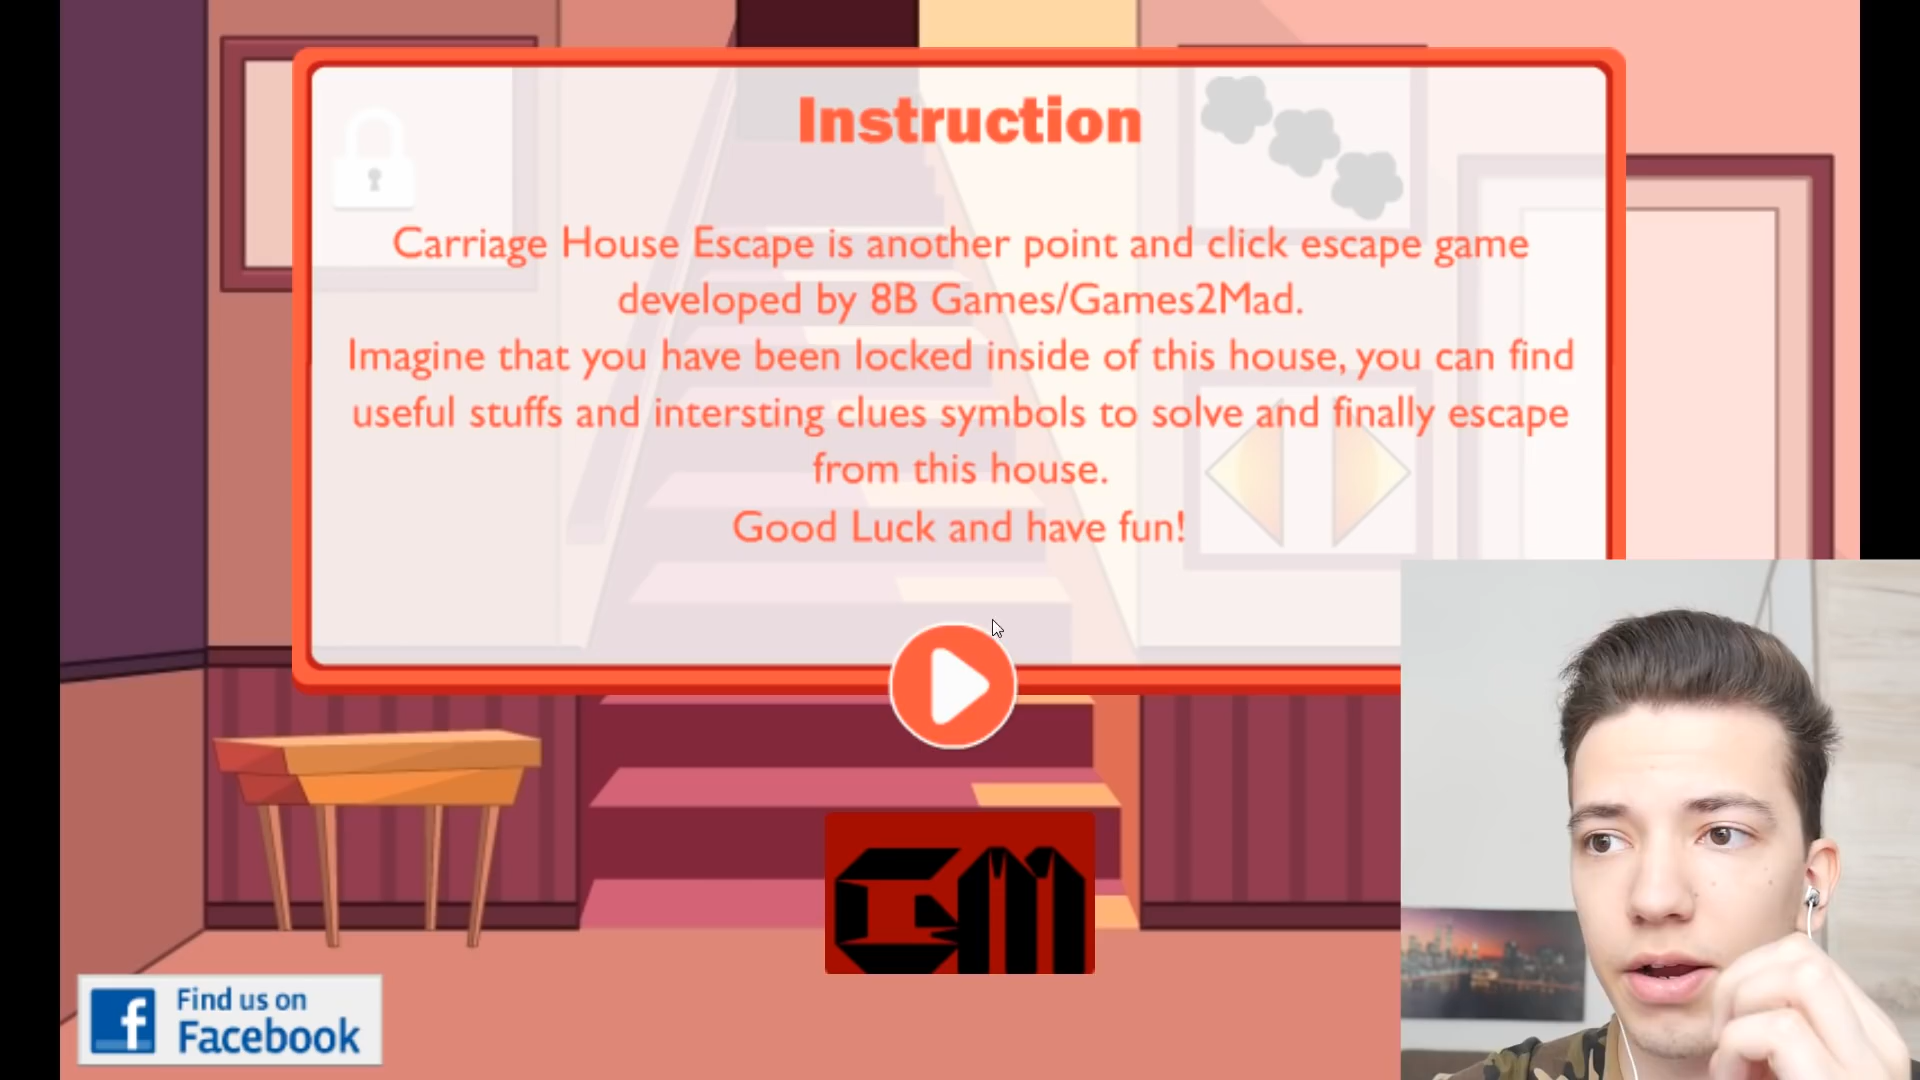 Instruction
Carriage House Escape is another point and click escape game
developed by 8B Games/Games2Mad.
Imagine that you have been locked inside of this house, you can find
useful stuffs and intersting clues symbols to solve and finally escape
from this house.
Good Luck and have fun!
Find us on
Facebook